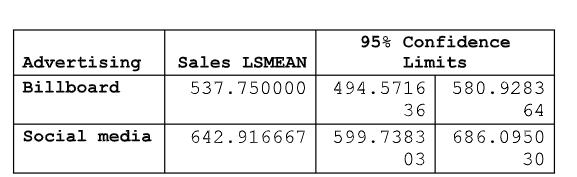 95% Confidence
Advertising Sales LSMEAN Limits
Billboard 537.750000 494.5716 580.9283
36 64
Social media 642.916667 599.7383 686.0950
03 30